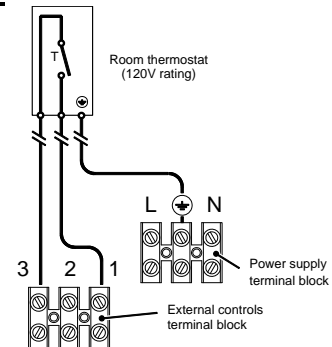 T
Room thermostat
(120V rating)
L
N
3 2 1
Power supply
terminal block
External controls
terminal block